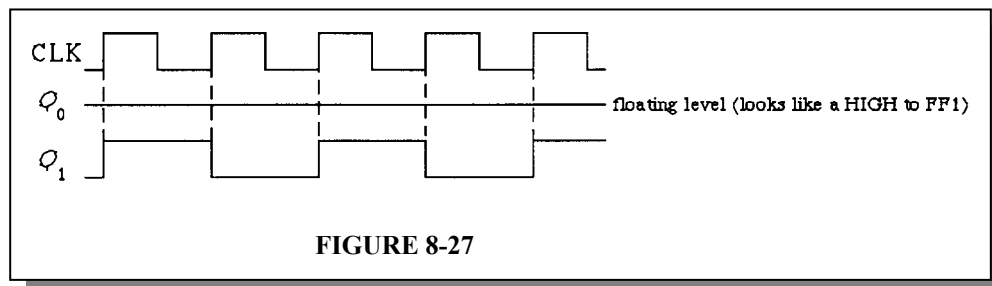 CLK
Q0 floating level (looks like a HIGH to FF1)
Q1
FIGURE 8-27